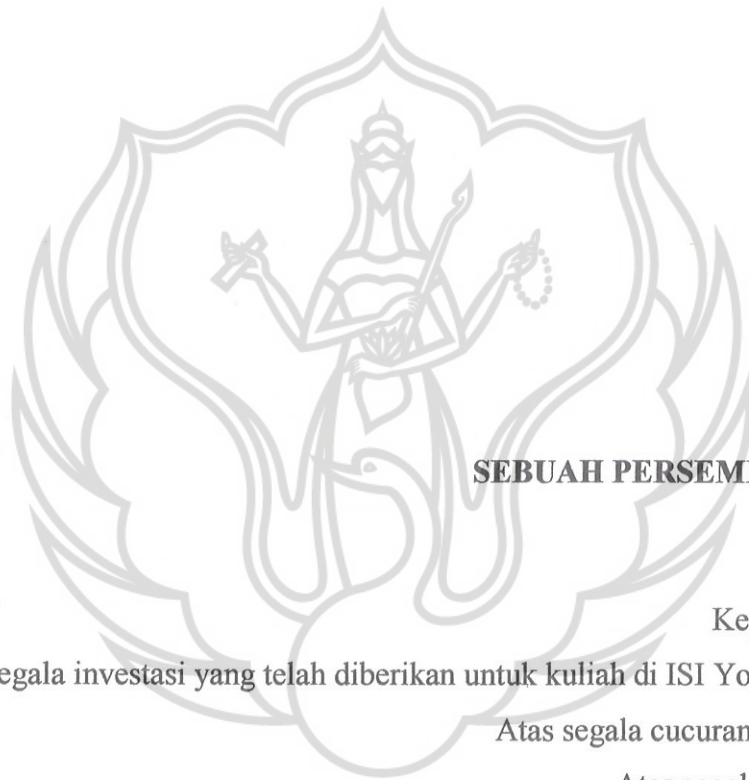 SEBUAH PERSEM
Ke
egala investasi yang telah diberikan untuk kuliah di ISI Yo
Atas segala cucuran